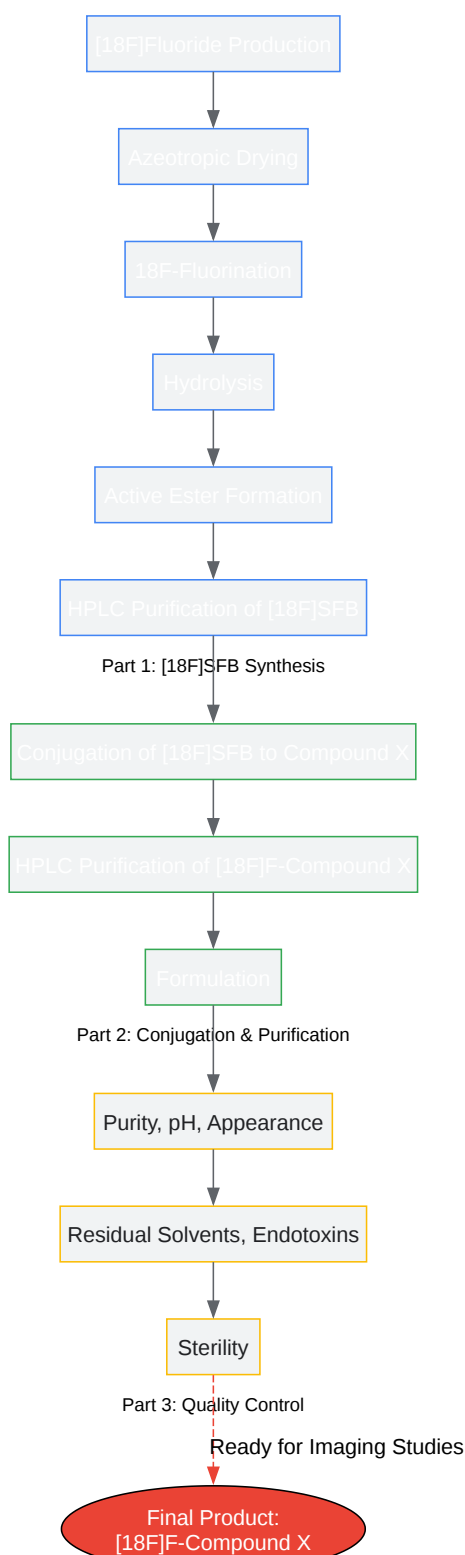 [18F]Fluoride Production
Azeotropic Drying
18F-Fluorination
Hydrolysis
Active Ester Formation
HPLC Purification of [18F]SFB
Part 1: [18F]SFB Synthesis
Conjugation of [18F]SFB to Compound X
HPLC Purification of [18F]F-Compound X
Formulation
Part 2: Conjugation & Purification
Purity, pH, Appearance
Residual Solvents, Endotoxins
Sterility
Part 3: Quality Control
Ready for Imaging Studies
Final Product:
[18F]F-Compound X